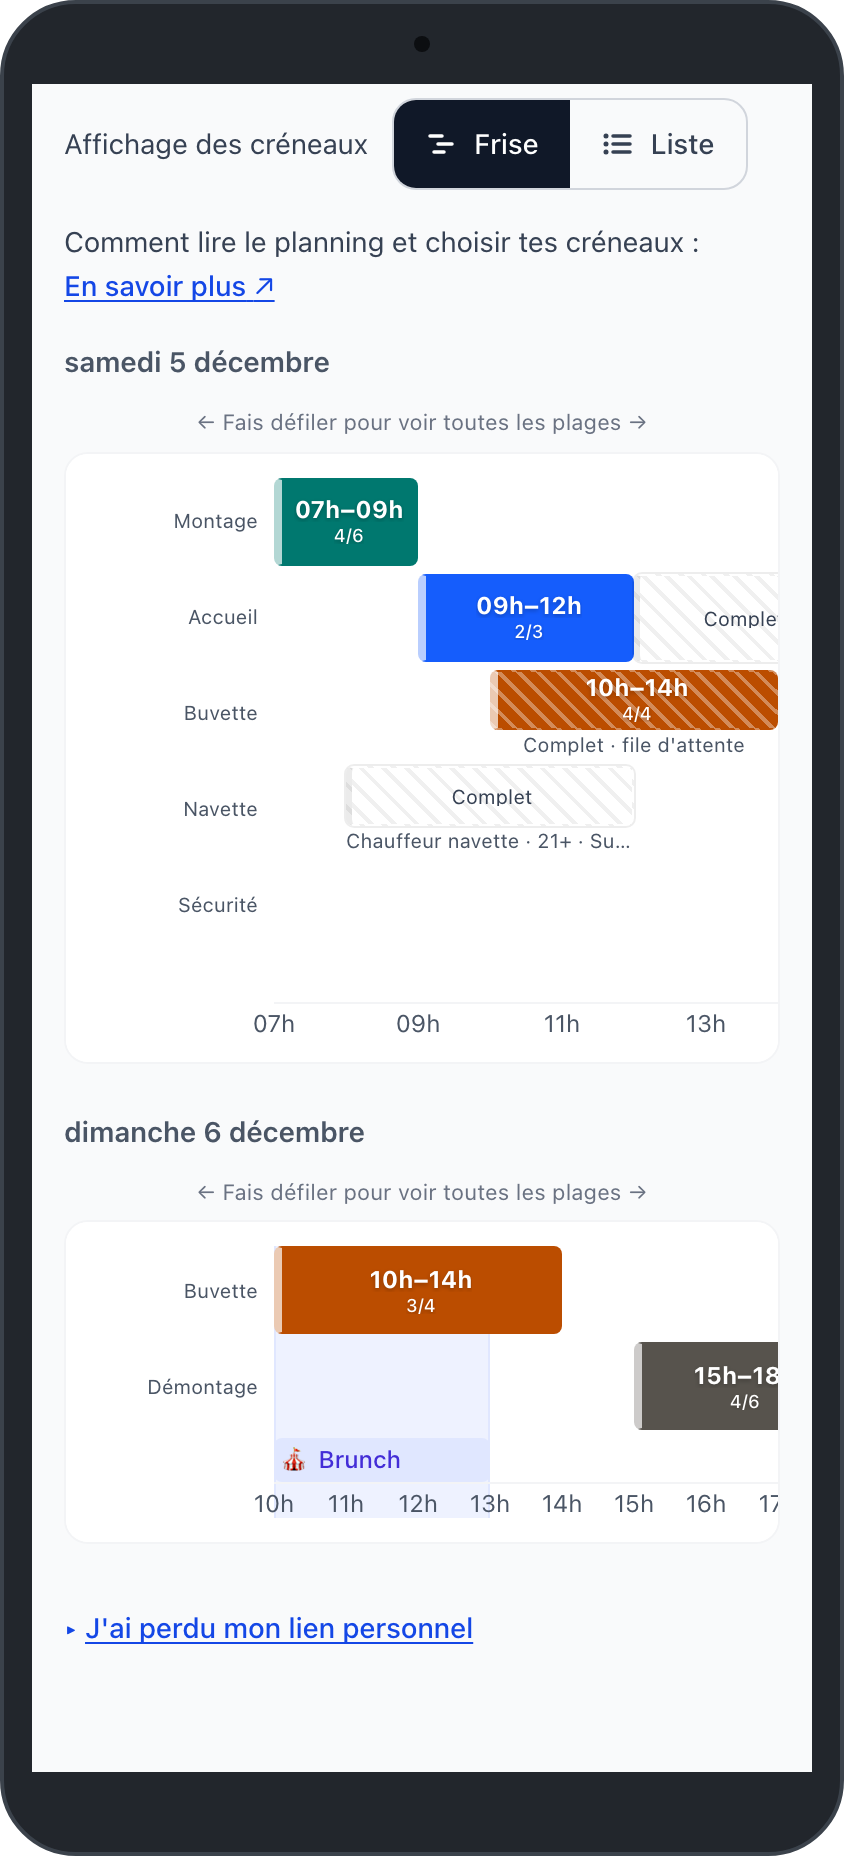 Affichage des créneaux
Frise
Liste
Comment lire le planning et choisir tes créneaux :
En savoir plus ↗
samedi 5 décembre
← Fais défiler pour voir toutes les plages →
Montage
07h–09h
4/6
Accueil
09h–12h
2/3
Comple
Buvette
10h–14h
4/4
Complet · file d'attente
Navette
Complet
Chauffeur navette · 21+ · Su...
Sécurité
07h 09h 11h 13h
dimanche 6 décembre
← Fais défiler pour voir toutes les plages →
Buvette
10h–14h
3/4
Démontage
15h–18
4/6
Brunch
10h 11h 12h 13h 14h 15h 16h 17
▸ J'ai perdu mon lien personnel